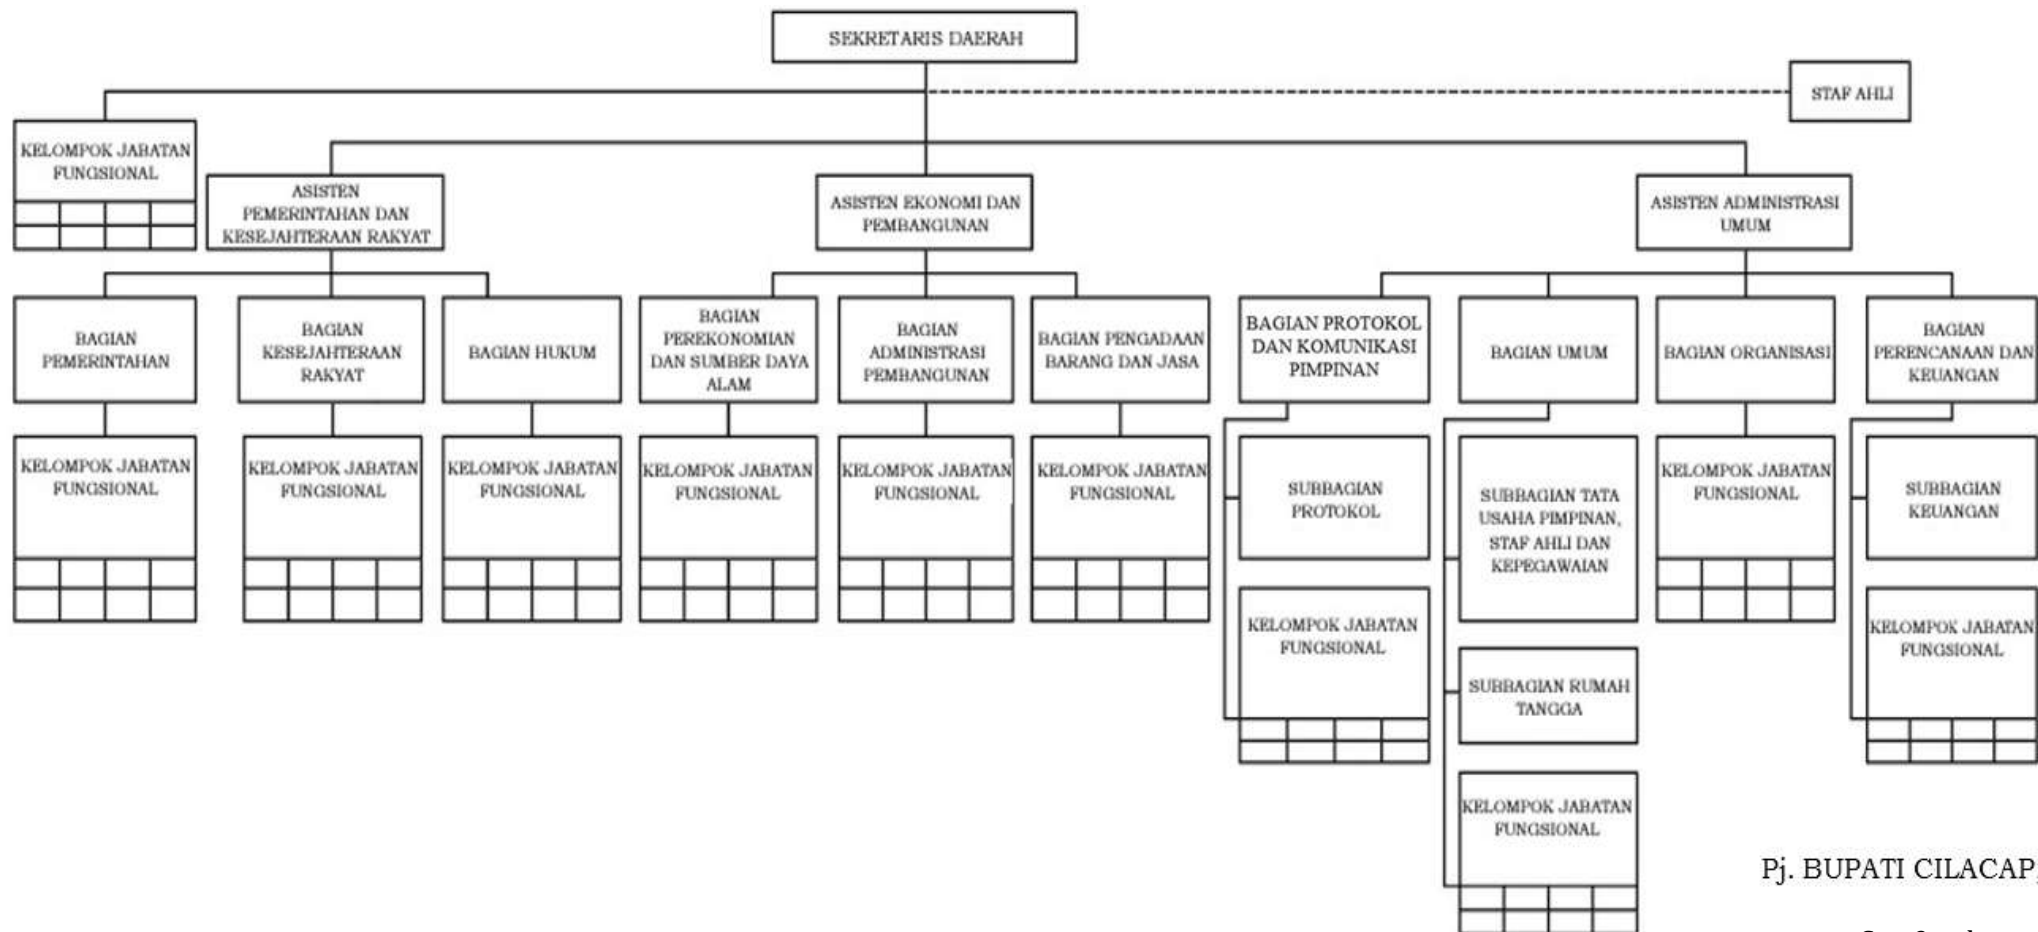 SEKRETARIS DAERAH
STAF AHLI
KELOMPOK JABATAN
FUNGSIONAL
ASISTEN
PEMERINTAHAN DAN
KESEJAHTERAAN RAKYAT
ASISTEN EKONOMI DAN
PEMBANGUNAN
ASISTEN ADMINISTRASI
UMUM
BAGIAN
PEMERINTAHAN
BAGIAN
KESEJAHTERAAN
RAKYAT
BAGIAN HUKUM
BAGIAN
PEREKONOMIAN
DAN SUMBER DAYA
ALAM
BAGIAN
ADMINISTRASI
PEMBANGUNAN
BAGIAN PENGADAAN
BARANG DAN JASA
BAGIAN PROTOKOL
DAN KOMUNIKASI
PIMPINAN
BAGIAN UMUM
BAGIAN ORGANISASI
BAGIAN
PERENCANAAN DAN
KEUANGAN
KELOMPOK JABATAN
FUNGSIONAL
KELOMPOK JABATAN
FUNGSIONAL
KELOMPOK JABATAN
FUNGSIONAL
KELOMPOK JABATAN
FUNGSIONAL
KELOMPOK JABATAN
FUNGSIONAL
KELOMPOK JABATAN
FUNGSIONAL
SUBBAGIAN
PROTOKOL
SUBBAGIAN TATA
USAHA PIMPINAN,
STAF AHLI DAN
KEPEGAWAIAN
KELOMPOK JABATAN
FUNGSIONAL
SUBBAGIAN
KEUANGAN
KELOMPOK JABATAN
FUNGSIONAL
SUBBAGIAN RUMAH
TANGGA
KELOMPOK JABATAN
FUNGSIONAL
KELOMPOK JABATAN
FUNGSIONAL
Pj. BUPATI CILACAP,